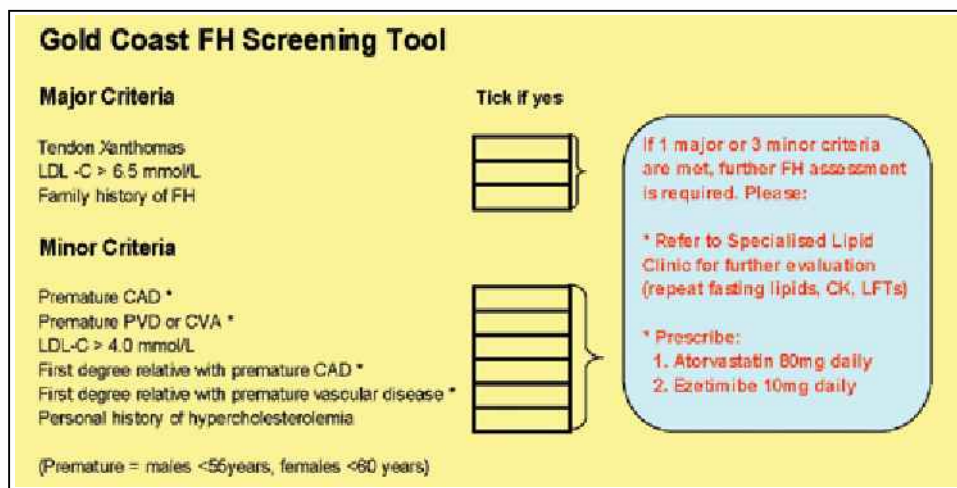 Gold Coast FH Screening Tool
Major Criteria
Tick if yes
Tendon Xanthomas
LDL -C > 6.5 mmol/L
Family history of FH
Minor Criteria
Premature CAD *
Premature PVD or CVA *
LDL-C > 4.0 mmol/L
First degree relative with premature CAD *
First degree relative with premature vascular disease *
Personal history of hypercholesterolemia
(Premature = males <55years, females <60 years)
If 1 major or 3 minor criteria
are met, further FH assessment
is required. Please:
* Refer to Specialised Lipid
Clinic for further evaluation
(repeat fasting lipids, CK, LFTs)
* Prescribe:
1. Atorvastatin 80mg daily
2. Ezetimibe 10mg daily